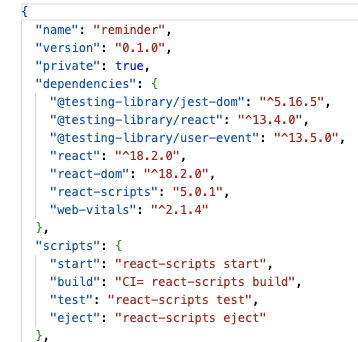 {
"name": "reminder",
"version": "0.1.0",
"private": true,
"dependencies": {
"@testing-library/jest-dom": "^5.16.5",
"@testing-library/react": "^13.4.0",
"@testing-library/user-event": "^13.5.0",
"react": "^18.2.0",
"react-dom": "^18.2.0",
"react-scripts": "5.0.1",
"web-vitals": "^2.1.4"
},
"scripts": {
"start": "react-scripts start",
"build": "CI= react-scripts build",
"test": "react-scripts test",
"eject": "react-scripts eject"
},